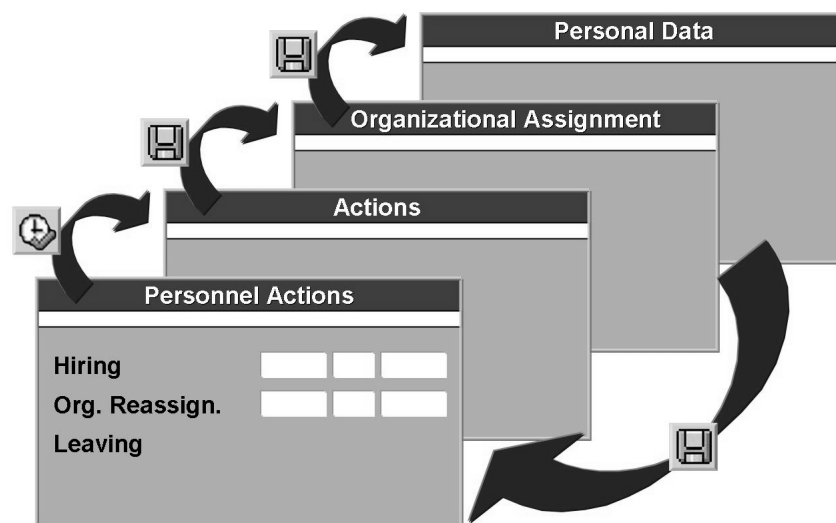 Personal Data
Organizational Assignment
Actions
Personnel Actions
Hiring
Org. Reassign.
Leaving